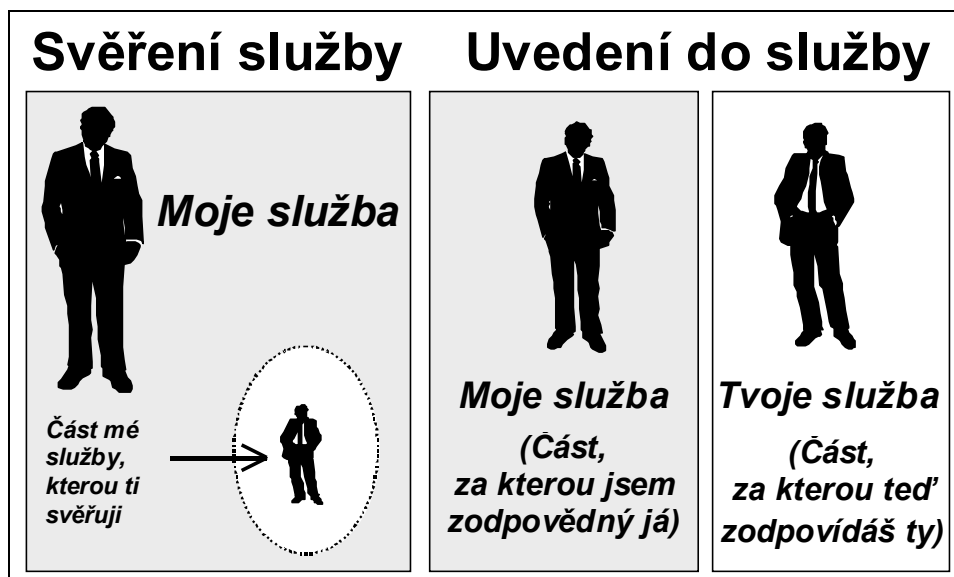 Svěření služby
Moje služba
Část mé
služby,
kterou ti
svěřuji
Uvedení do služby
Moje služba
(Část,
za kterou jsem
zodpovědný já)
Tvoje služba
(Část,
za kterou teď
zodpovídáš ty)